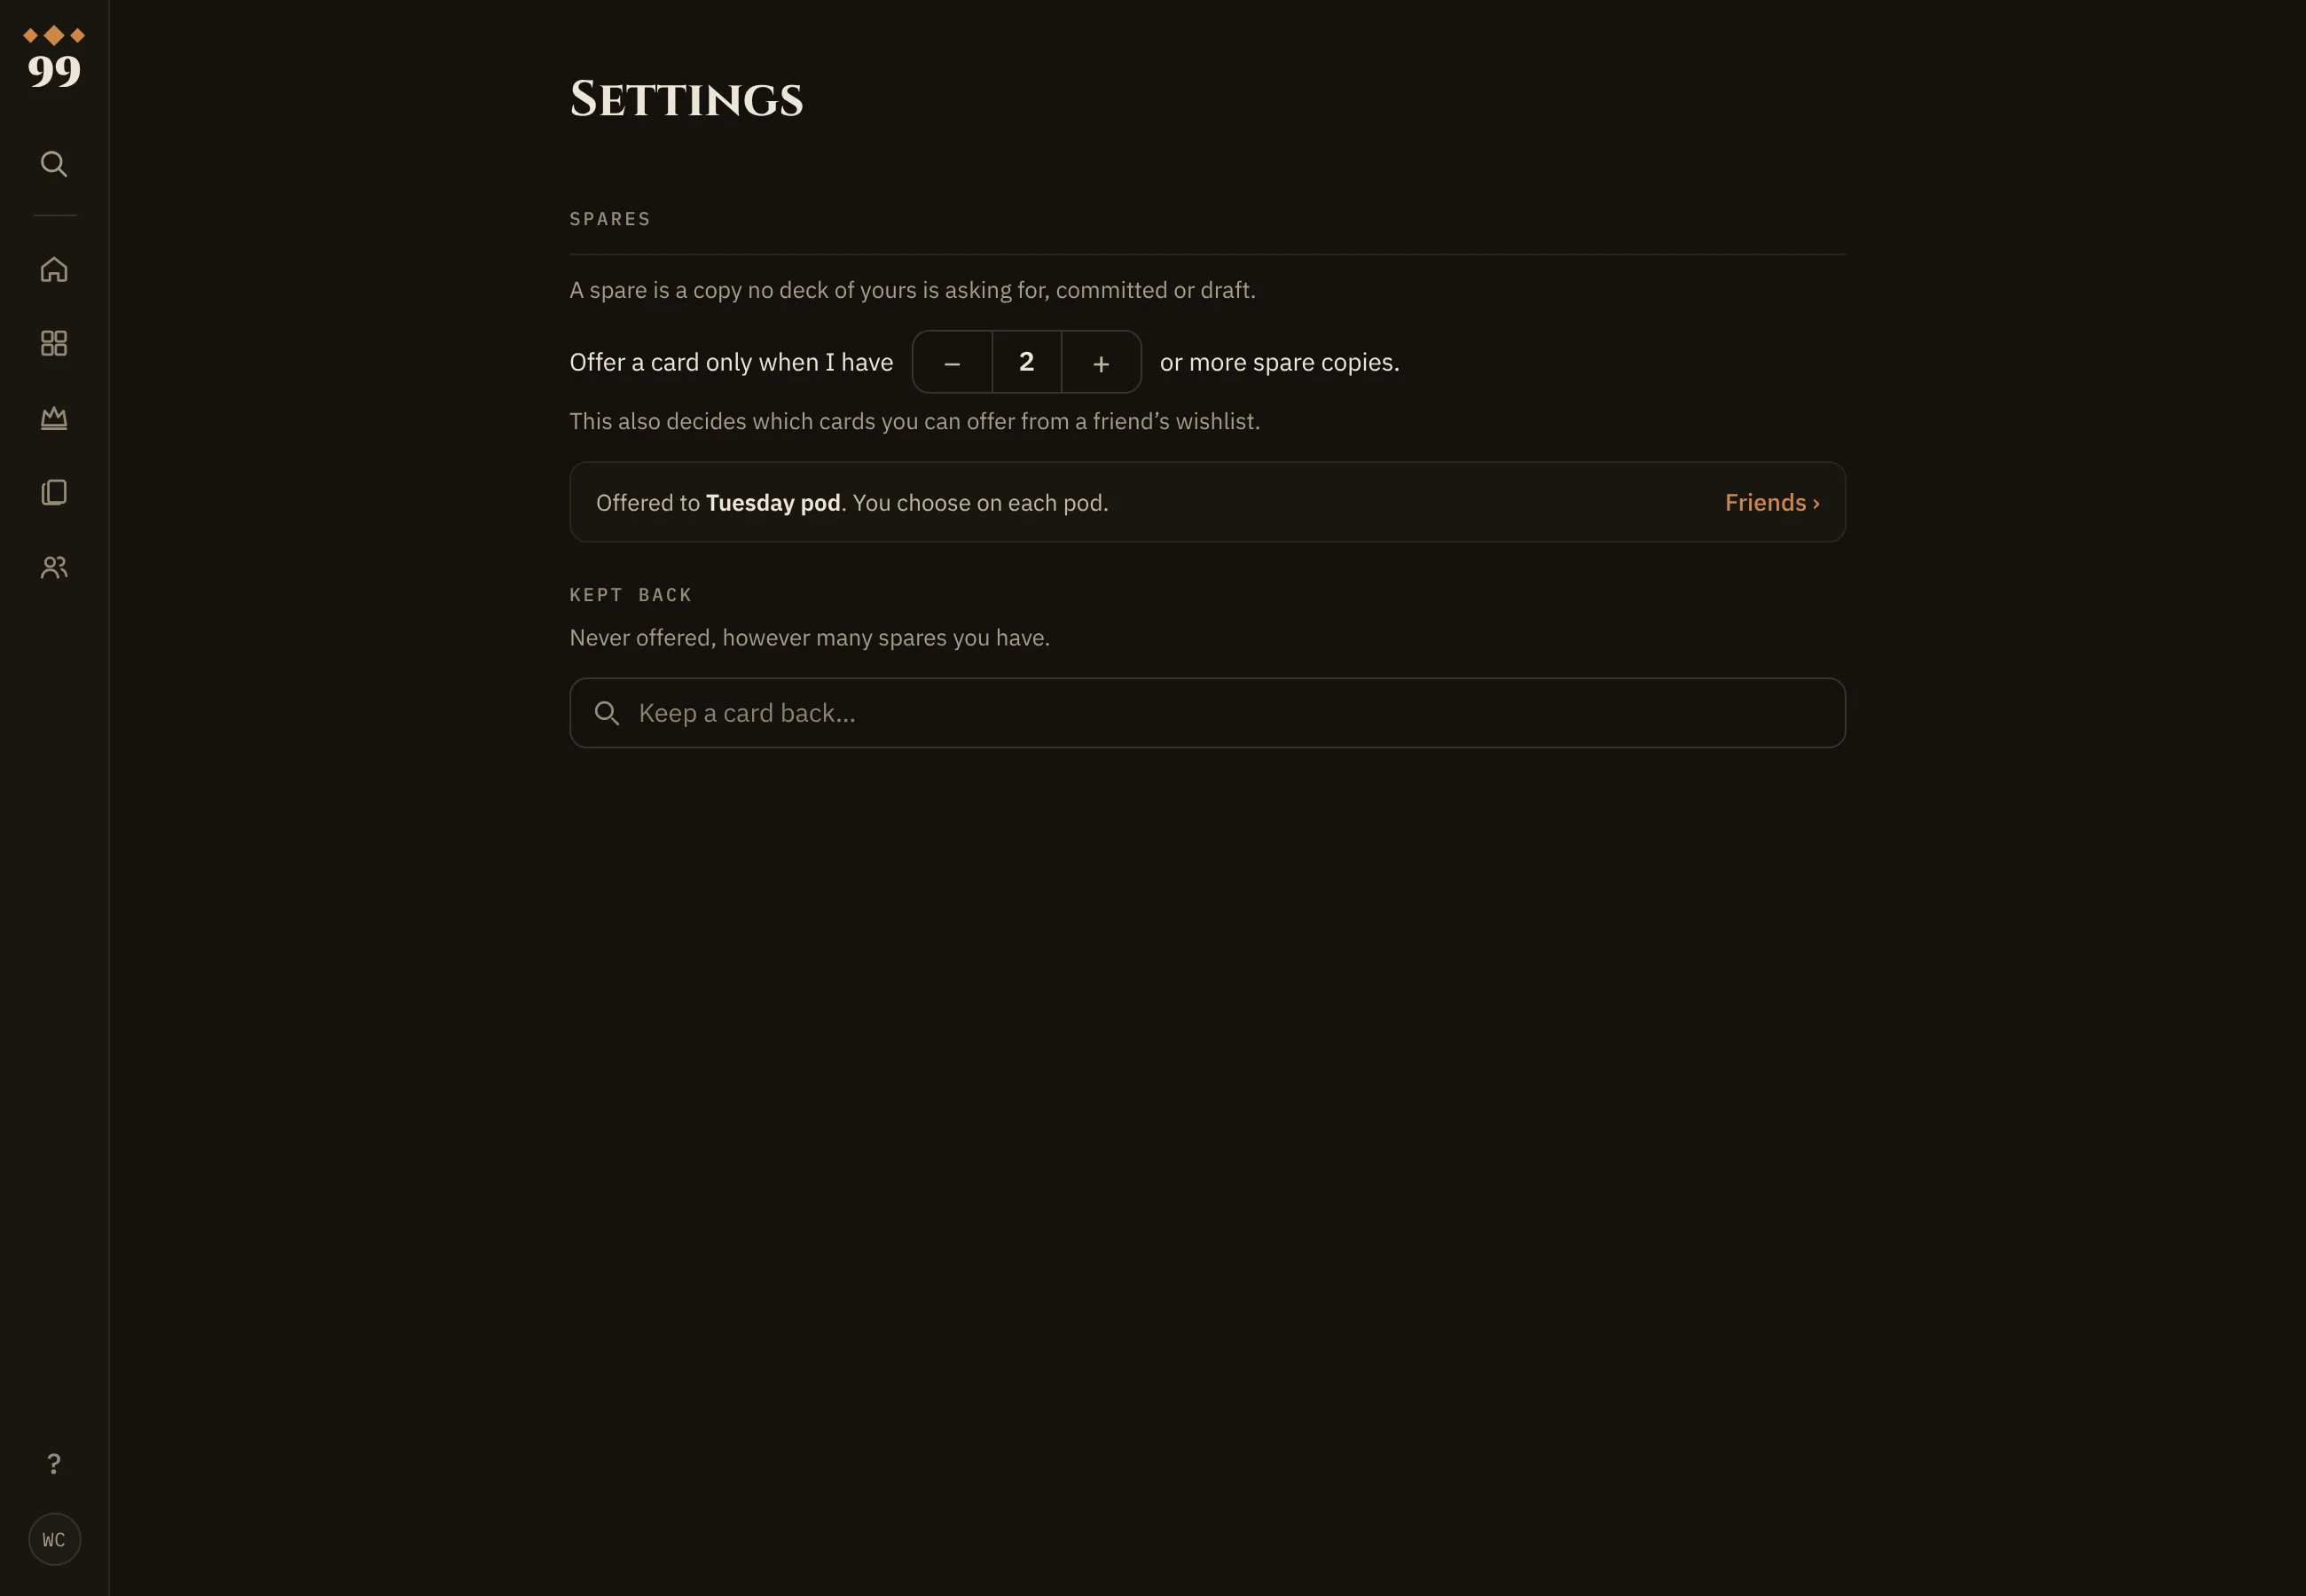 99
SETTINGS
SPARES
A spare is a copy no deck of yours is asking for, committed or draft.
Offer a card only when I have − 2 + or more spare copies.
This also decides which cards you can offer from a friend’s wishlist.
Offered to Tuesday pod. You choose on each pod. Friends ›
KEPT BACK
Never offered, however many spares you have.
Keep a card back…
?
WC